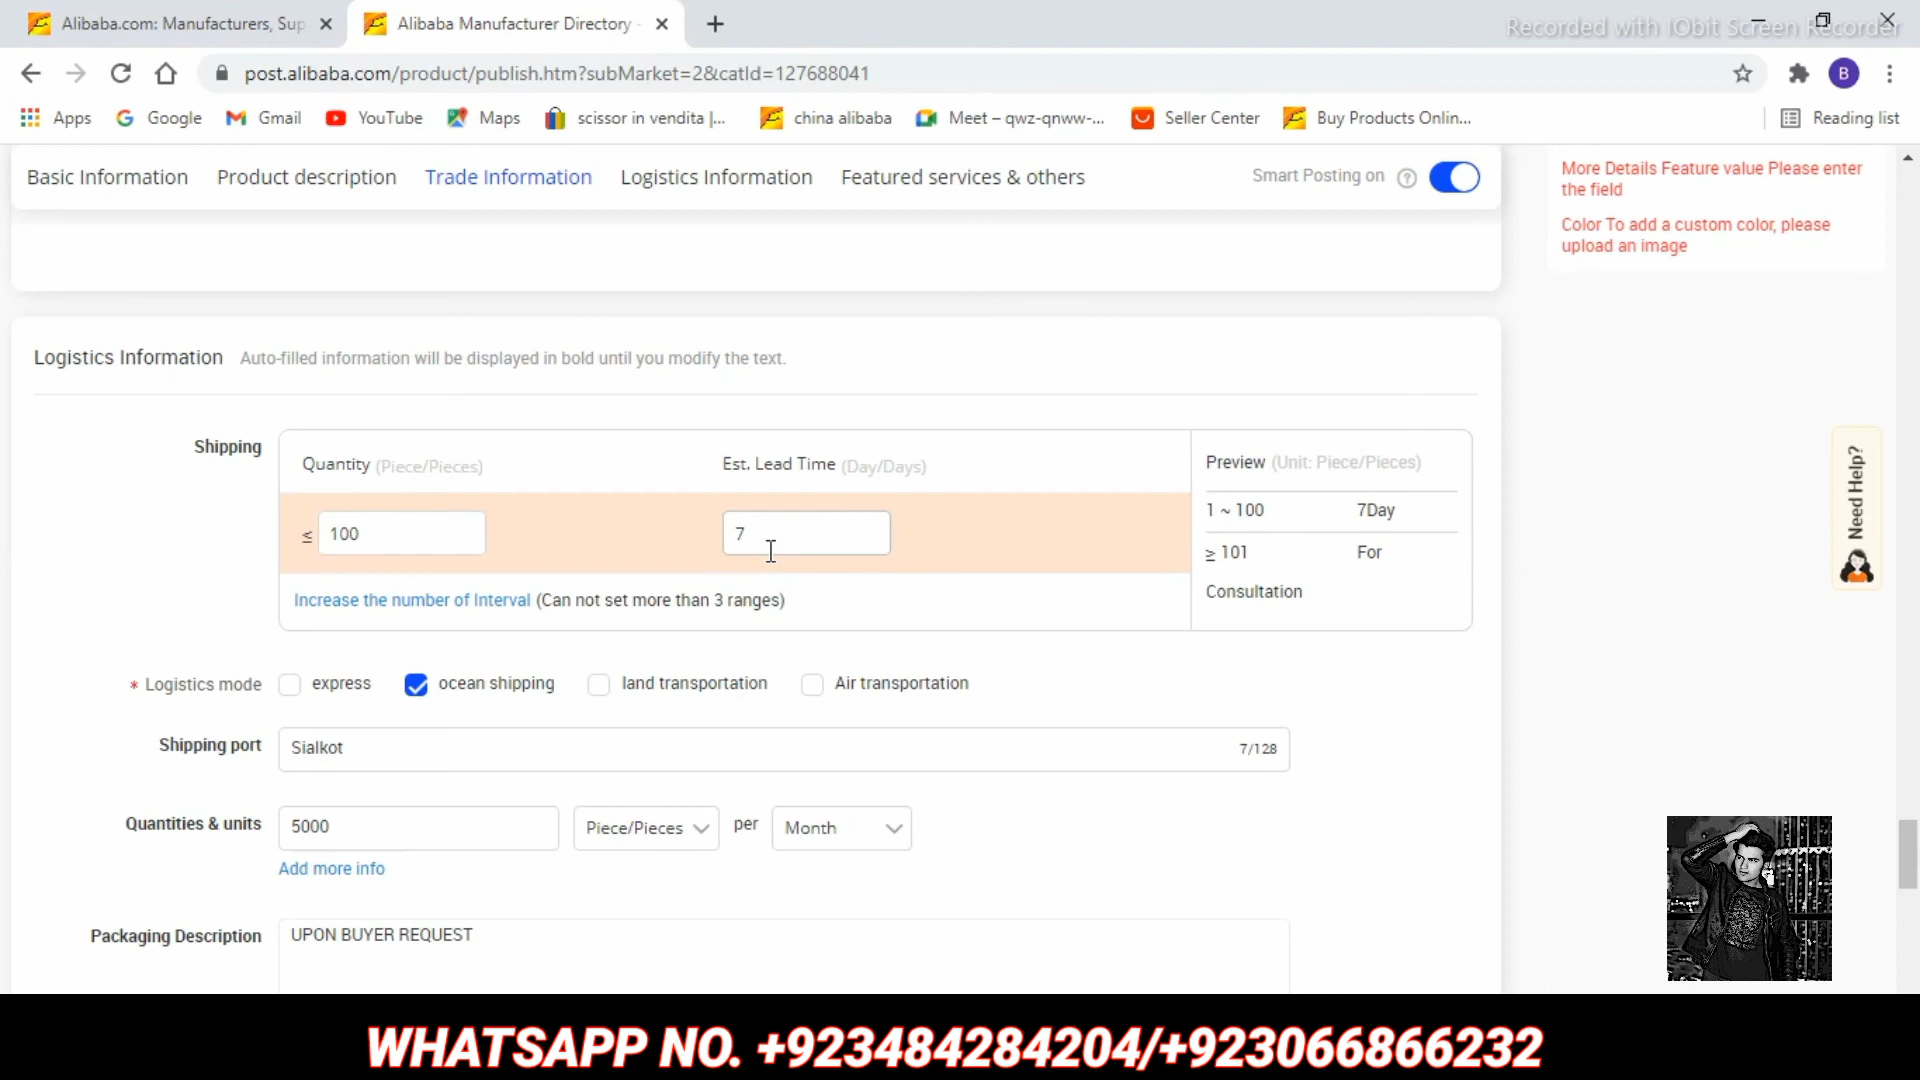 Alibaba.com: Manufacturers, Sup
Alibaba Manufacturer Directory -
Recorded with IObit Screen Recorder
post.alibaba.com/product/publish.htm?subMarket=2&catId=127688041
B
Apps
Google
Gmail
YouTube
Maps
scissor in vendita |...
china alibaba
Meet – qwz-qnww-...
Seller Center
Buy Products Onlin...
Reading list
Basic Information
Product description
Trade Information
Logistics Information
Featured services & others
Smart Posting on
?
More Details Feature value Please enter
the field
Color To add a custom color, please
upload an image
Logistics Information Auto-filled information will be displayed in bold until you modify the text.
Shipping
Quantity (Piece/Pieces)
Est. Lead Time (Day/Days)
Preview (Unit: Piece/Pieces)
≤ 100
7
1 ~ 100 7Day
≥ 101 For
Consultation
Increase the number of Interval (Can not set more than 3 ranges)
Need Help?
* Logistics mode
express
ocean shipping
land transportation
Air transportation
Shipping port
Sialkot
7/128
Quantities & units
5000
Piece/Pieces
per
Month
Add more info
Packaging Description
UPON BUYER REQUEST
WHATSAPP NO. +923484284204/+923066866232